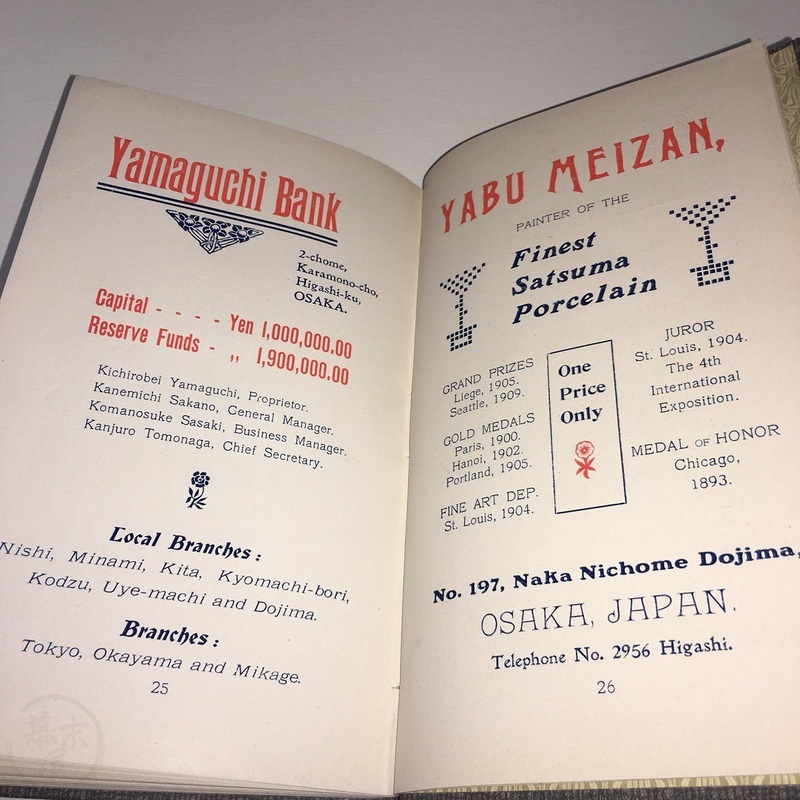 Yamaguchi Bank
2-chome,
Karamono-cho,
Higashi-ku,
OSAKA.
Capital - - - - Yen 1,000,000.00
Reserve Funds - ,, 1,900,000.00
Kichirobei Yamaguchi, Proprietor.
Kanemichi Sakano, General Manager.
Komanosuke Sasaki, Business Manager.
Kanjuro Tomonaga, Chief Secretary.
Local Branches:
Nishi, Minami, Kita, Kyomachi-bori,
Kodzu, Uye-machi and Dojima.
Branches:
Tokyo, Okayama and Mikage.
25
YABU MEIZAN,
PAINTER OF THE
Finest
Satsuma
Porcelain
GRAND PRIZES
Liege, 1905.
Seattle, 1909.
GOLD MEDALS
Paris, 1900.
Hanoi, 1902.
Portland, 1905.
FINE ART DEP.
St. Louis, 1904.
One
Price
Only
JUROR
St. Louis, 1904.
The 4th
International
Exposition.
MEDAL OF HONOR
Chicago,
1893.
No. 197, Naka Nichome Dojima,
OSAKA, JAPAN.
Telephone No. 2956 Higashi.
26
幕末